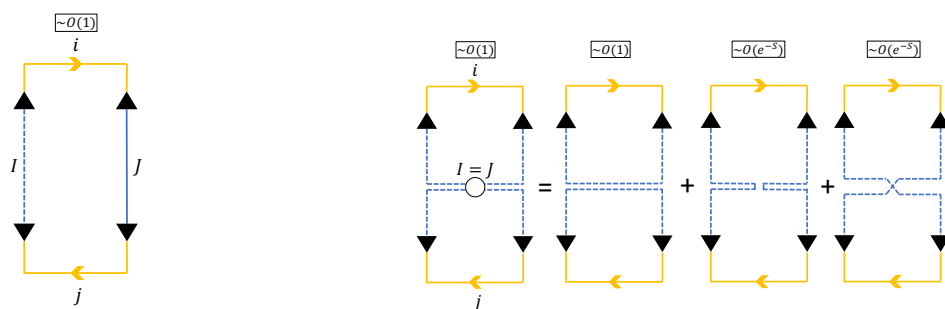 ~O(1)
i
I
J
j
~O(1)
~O(1)
~O(e^{-S})
~O(e^{-S})
i
I = J
= + +
j